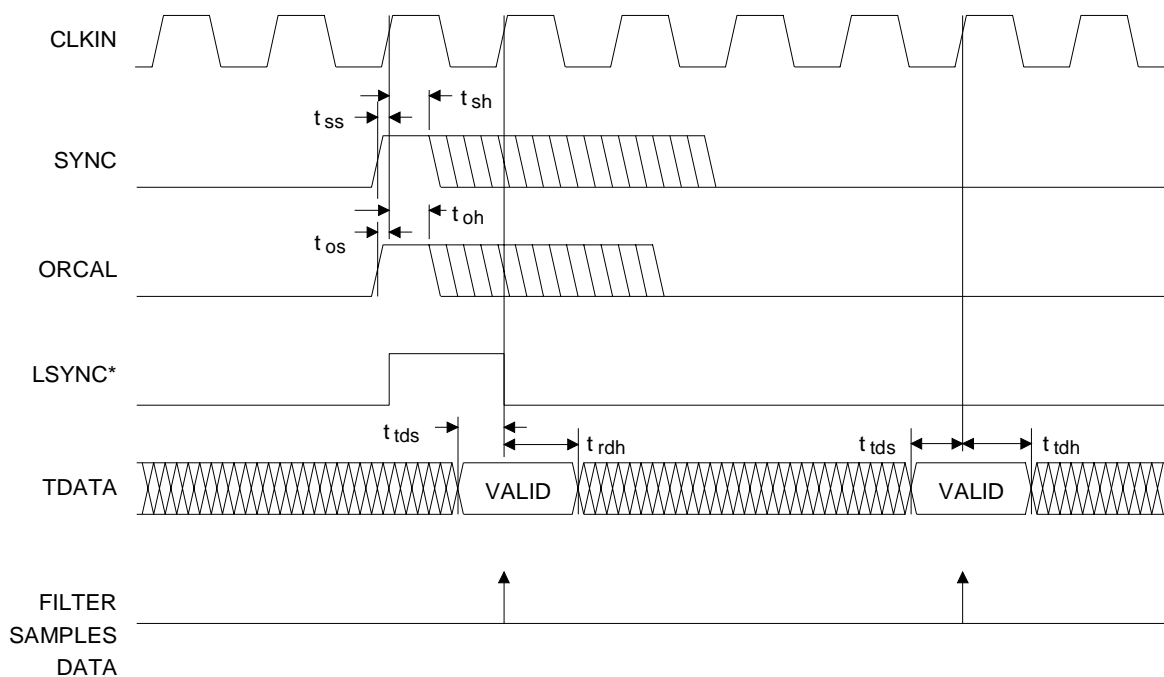 CLKIN
t sh
t ss
SYNC
t oh
t os
ORCAL
LSYNC*
t tds
t rdh
t tds
t tdh
TDATA
VALID
VALID
FILTER
SAMPLES
DATA